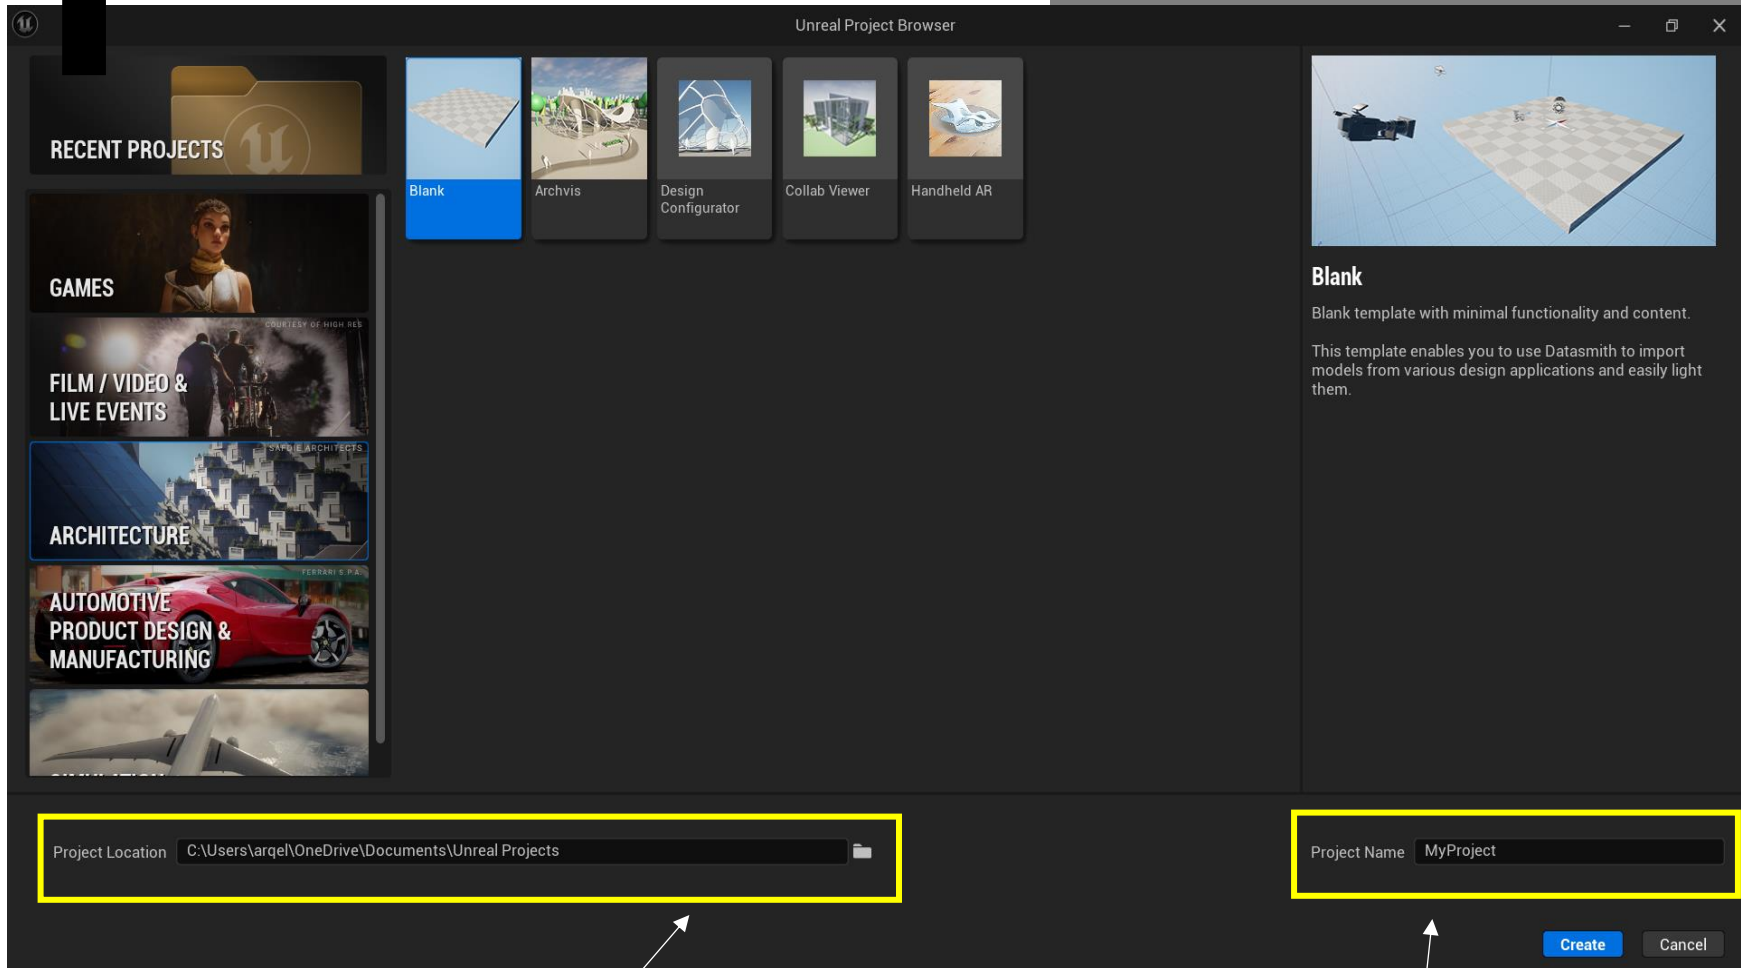 Unreal Project Browser
RECENT PROJECTS
GAMES
COURTESY OF HIGH RES
FILM / VIDEO &
LIVE EVENTS
SAFDIE ARCHITECTS
ARCHITECTURE
FERRARI S.P.A.
AUTOMOTIVE
PRODUCT DESIGN &
MANUFACTURING
SIMULATION
Blank
Archvis
Design
Configurator
Collab Viewer
Handheld AR
Blank
Blank template with minimal functionality and content.
This template enables you to use Datasmith to import
models from various design applications and easily light
them.
Project Location C:\Users\arqel\OneDrive\Documents\Unreal Projects
Project Name MyProject
Create Cancel